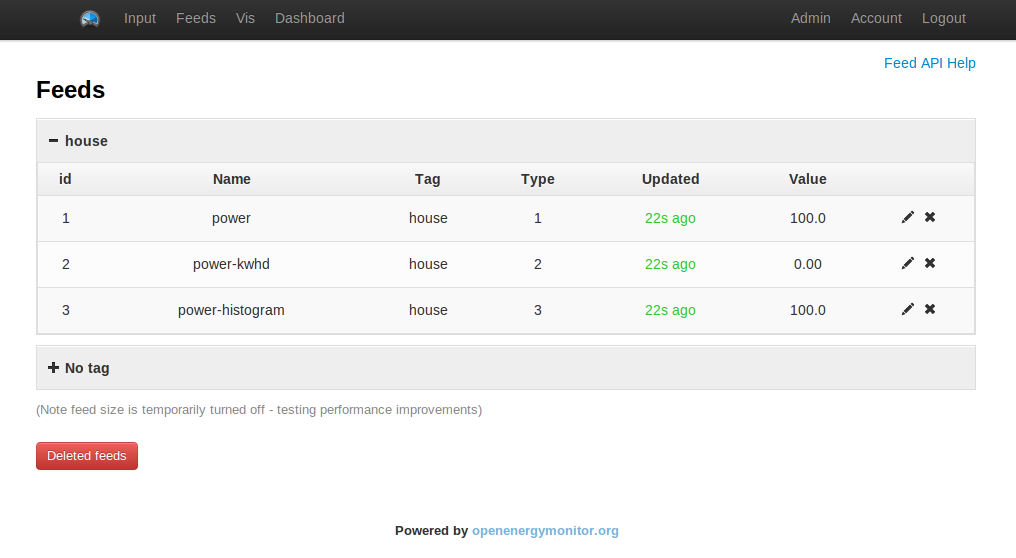 Input Feeds Vis Dashboard Admin Account Logout
Feed API Help
Feeds
house
id Name Tag Type Updated Value
1 power house 1 22s ago 100.0
2 power-kwhd house 2 22s ago 0.00
3 power-histogram house 3 22s ago 100.0
No tag
(Note feed size is temporarily turned off - testing performance improvements)
Deleted feeds
Powered by openenergymonitor.org